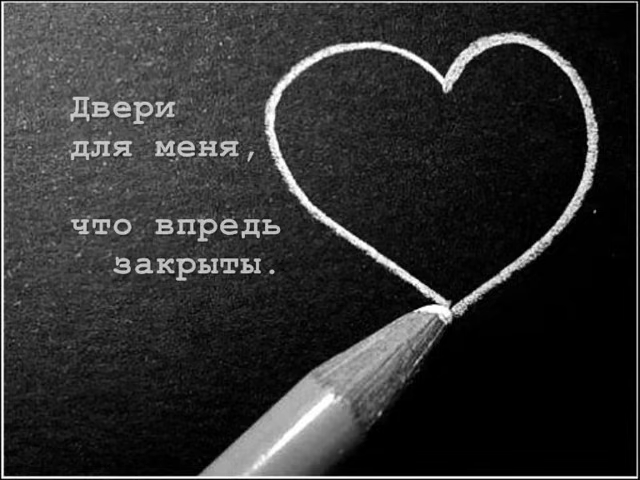 Двери
для меня,
что впредь
закрыты.